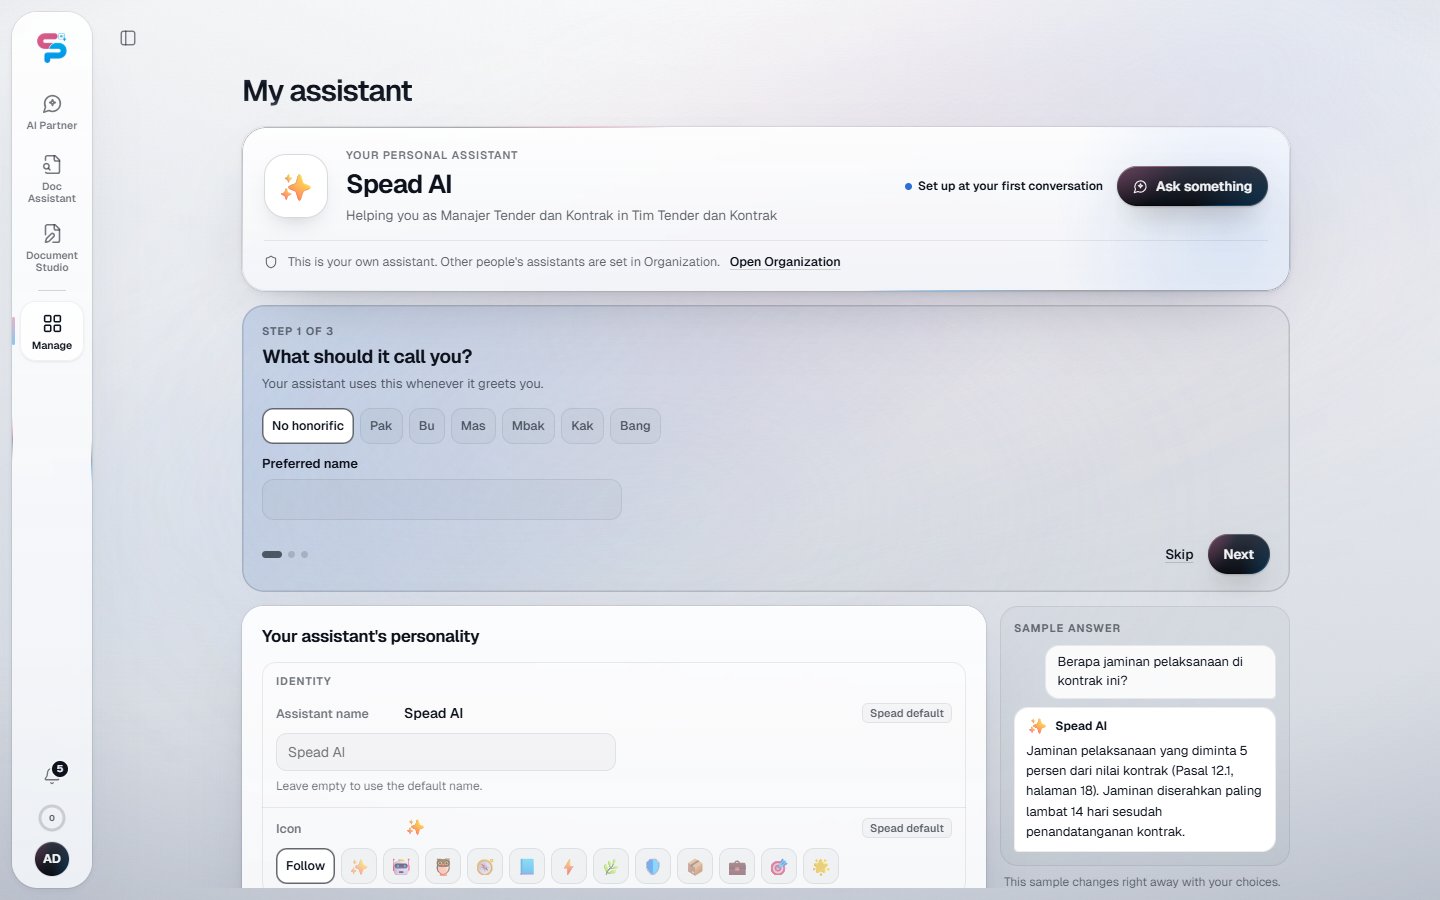 AI Partner
Doc
Assistant
Document
Studio
Manage
5
0
AD
My assistant
YOUR PERSONAL ASSISTANT
Spead AI
Helping you as Manajer Tender dan Kontrak in Tim Tender dan Kontrak
Set up at your first conversation
Ask something
This is your own assistant. Other people's assistants are set in Organization. Open Organization
STEP 1 OF 3
What should it call you?
Your assistant uses this whenever it greets you.
No honorific Pak Bu Mas Mbak Kak Bang
Preferred name
Skip Next
Your assistant's personality
IDENTITY
Assistant name Spead AI Spead default
Spead AI
Leave empty to use the default name.
Icon Spead default
Follow
SAMPLE ANSWER
Berapa jaminan pelaksanaan di
kontrak ini?
Spead AI
Jaminan pelaksanaan yang diminta 5
persen dari nilai kontrak (Pasal 12.1,
halaman 18). Jaminan diserahkan paling
lambat 14 hari sesudah
penandatanganan kontrak.
This sample changes right away with your choices.